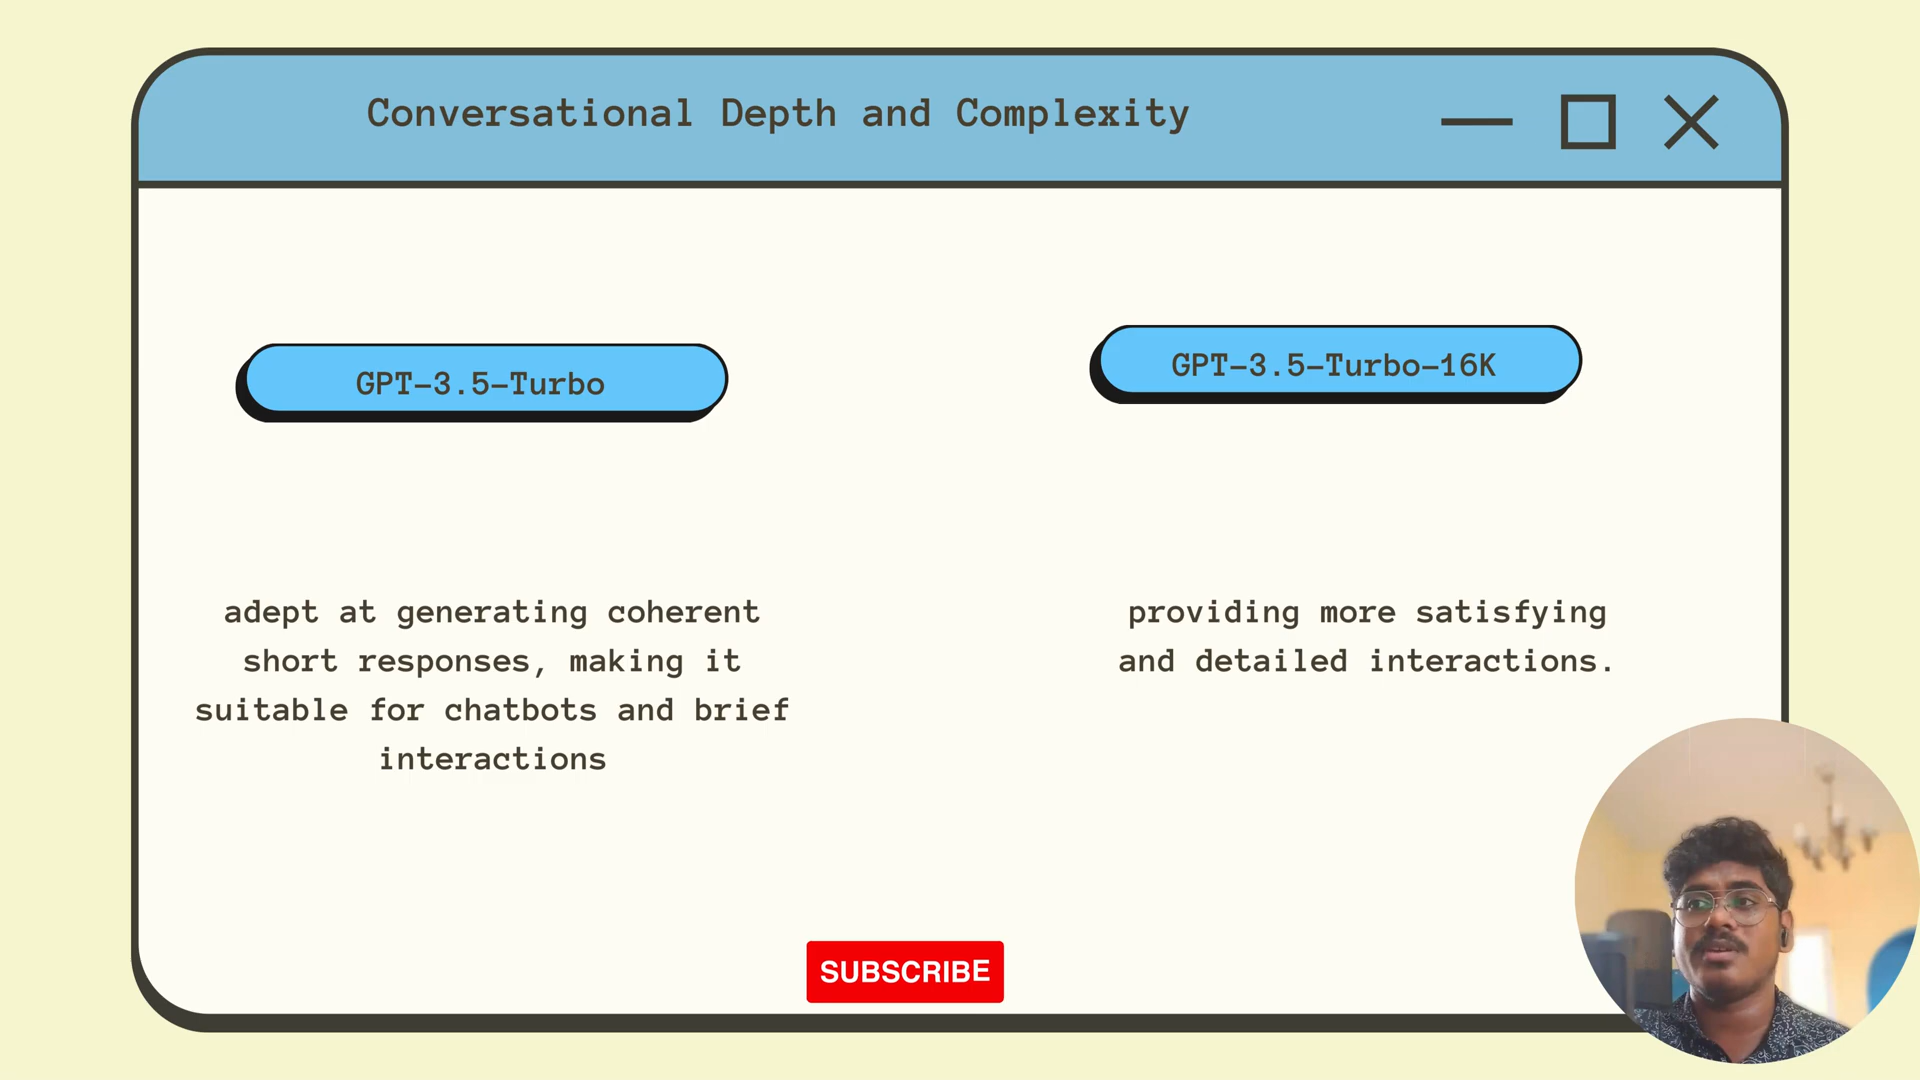 Conversational Depth and Complexity
GPT-3.5-Turbo
adept at generating coherent
short responses, making it
suitable for chatbots and brief
interactions
GPT-3.5-Turbo-16K
providing more satisfying
and detailed interactions.
SUBSCRIBE